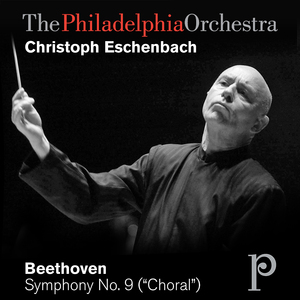 ThePhiladelphiaOrchestra
Christoph Eschenbach
Beethoven
Symphony No. 9 (“Choral”)
p